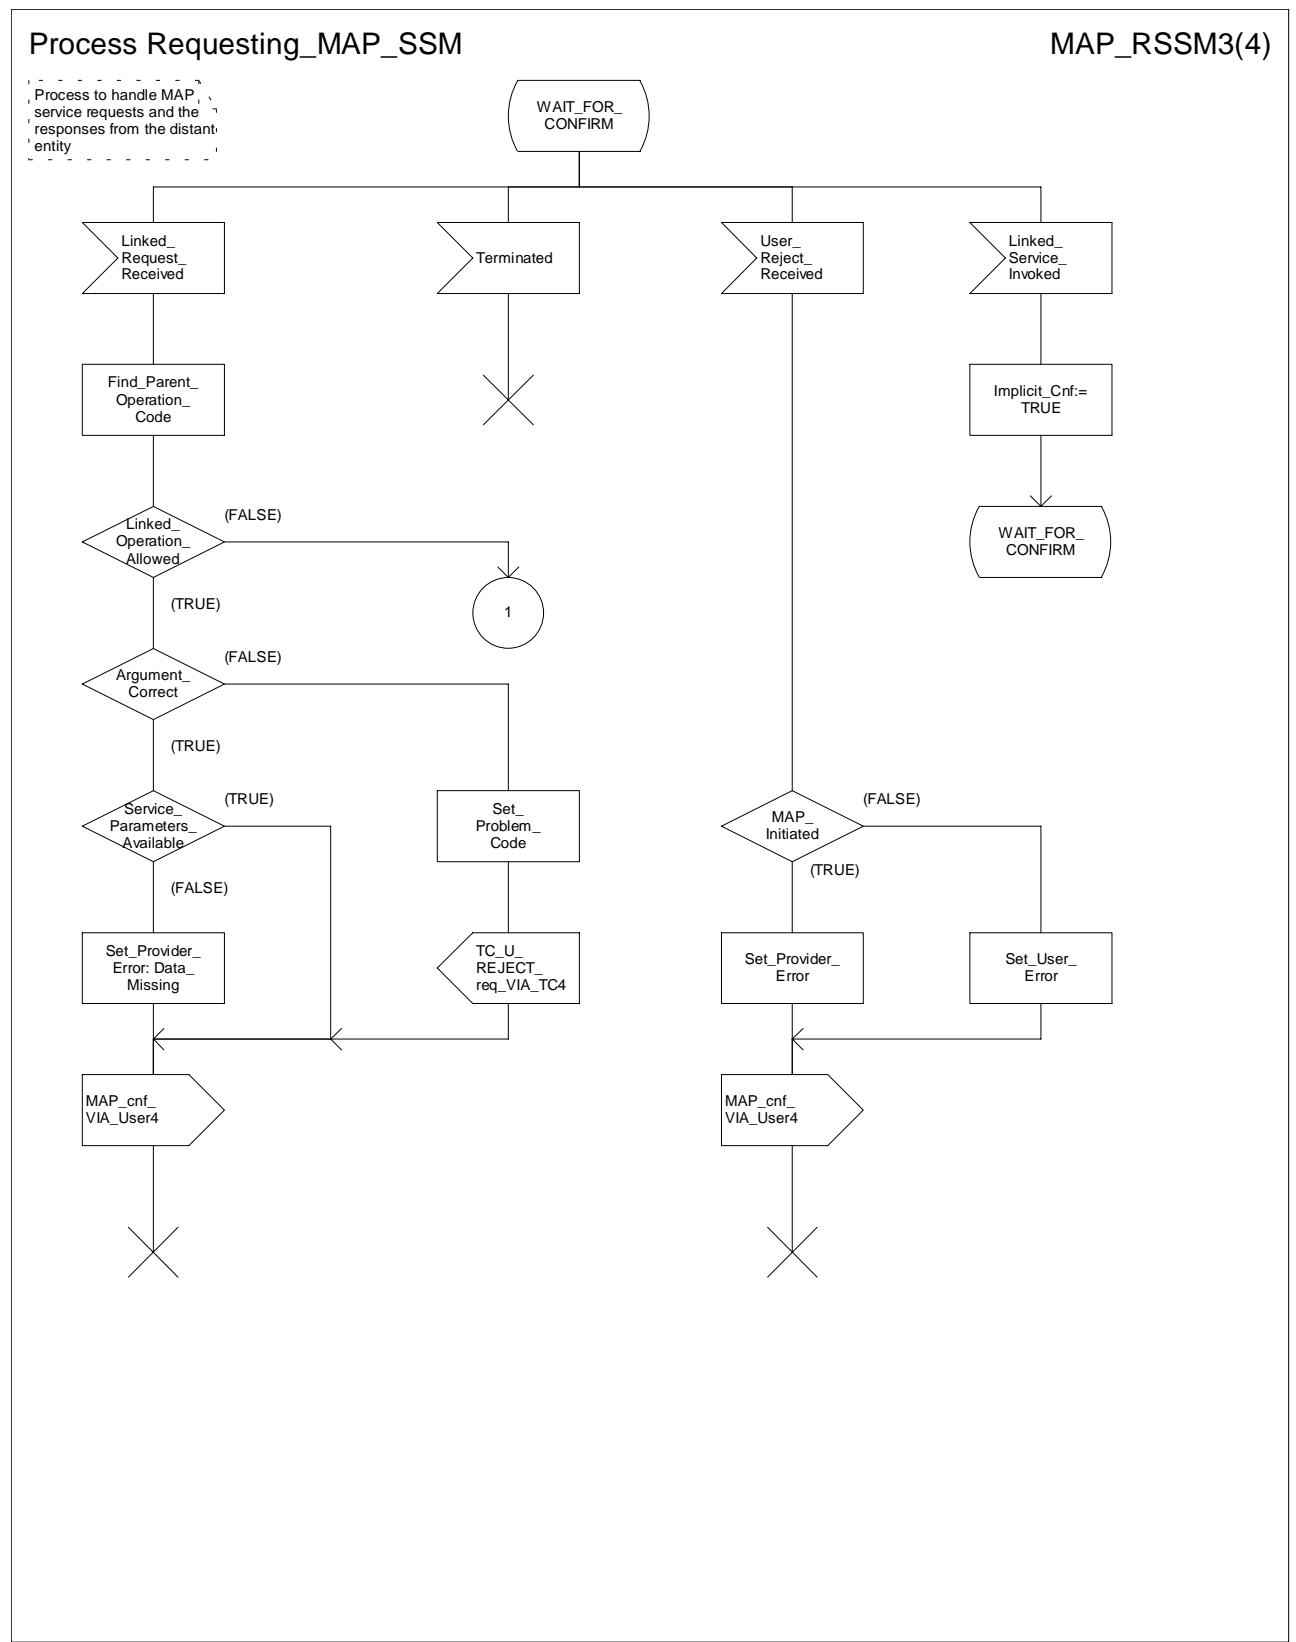 Process Requesting_MAP_SSM
MAP_RSSM3(4)
Process to handle MAP
service requests and the
responses from the distant
entity
WAIT_FOR_
CONFIRM
Linked_
Request_
Received
Terminated
User_
Reject_
Received
Linked_
Service_
Invoked
Find_Parent_
Operation_
Code
Implicit_Cnf:=
TRUE
Linked_
Operation_
Allowed
(FALSE)
WAIT_FOR_
CONFIRM
(TRUE)
1
Argument_
Correct
(FALSE)
(TRUE)
Service_
Parameters_
Available
(TRUE)
Set_
Problem_
Code
MAP_
Initiated
(FALSE)
(FALSE)
(TRUE)
Set_Provider_
Error: Data_
Missing
TC_U_
REJECT_
req_VIA_TC4
Set_Provider_
Error
Set_User_
Error
MAP_cnf_
VIA_User4
MAP_cnf_
VIA_User4